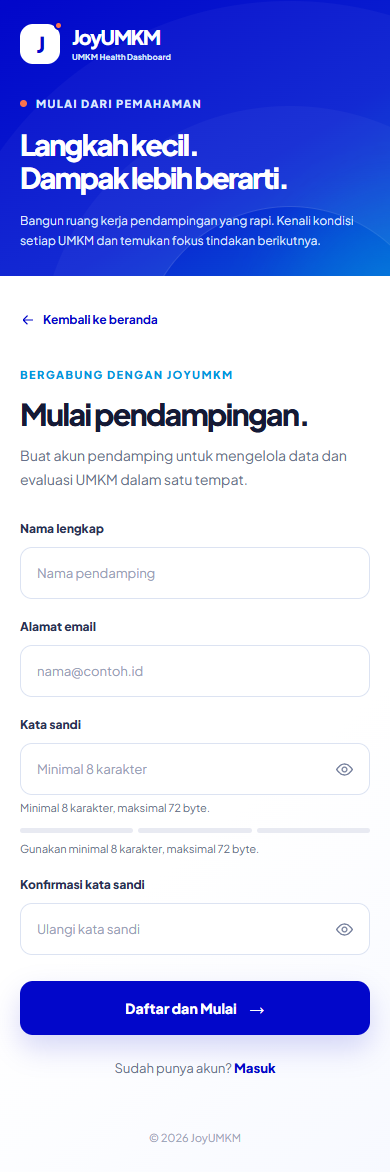 J
JoyUMKM
UMKM Health Dashboard
MULAI DARI PEMAHAMAN
Langkah kecil.
Dampak lebih berarti.
Bangun ruang kerja pendampingan yang rapi. Kenali kondisi
setiap UMKM dan temukan fokus tindakan berikutnya.
← Kembali ke beranda
BERGABUNG DENGAN JOYUMKM
Mulai pendampingan.
Buat akun pendamping untuk mengelola data dan
evaluasi UMKM dalam satu tempat.
Nama lengkap
Nama pendamping
Alamat email
nama@contoh.id
Kata sandi
Minimal 8 karakter
Minimal 8 karakter, maksimal 72 byte.
Gunakan minimal 8 karakter, maksimal 72 byte.
Konfirmasi kata sandi
Ulangi kata sandi
Daftar dan Mulai →
Sudah punya akun? Masuk
© 2026 JoyUMKM